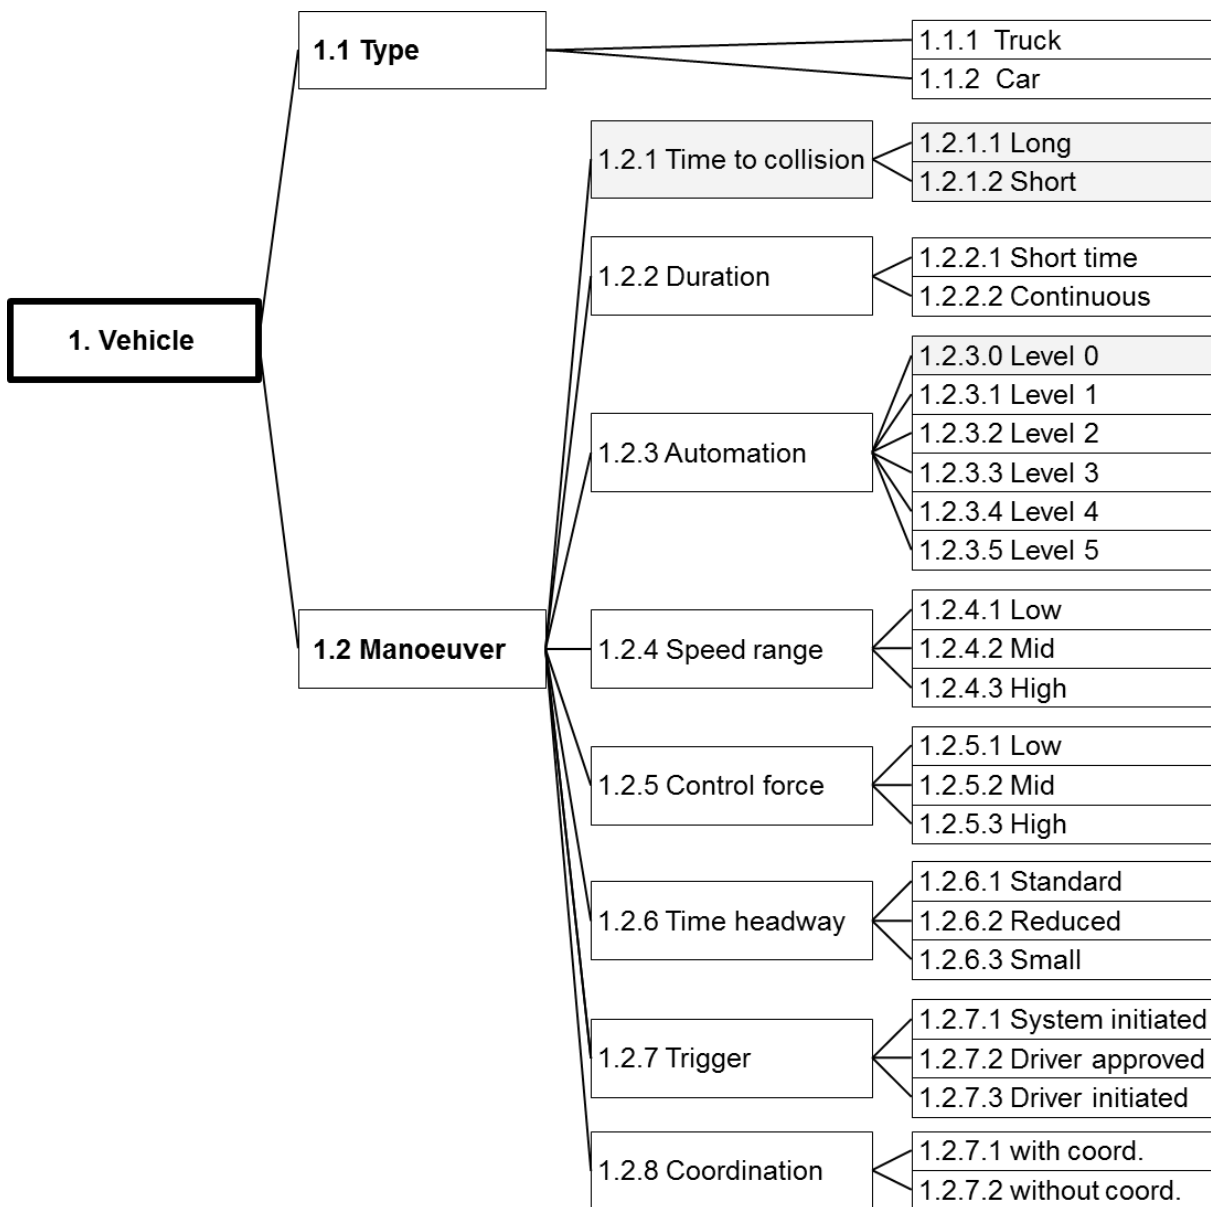 1. Vehicle
1.1 Type
1.1.1 Truck
1.1.2 Car
1.2 Manoeuver
1.2.1 Time to collision
1.2.1.1 Long
1.2.1.2 Short
1.2.2 Duration
1.2.2.1 Short time
1.2.2.2 Continuous
1.2.3 Automation
1.2.3.0 Level 0
1.2.3.1 Level 1
1.2.3.2 Level 2
1.2.3.3 Level 3
1.2.3.4 Level 4
1.2.3.5 Level 5
1.2.4 Speed range
1.2.4.1 Low
1.2.4.2 Mid
1.2.4.3 High
1.2.5 Control force
1.2.5.1 Low
1.2.5.2 Mid
1.2.5.3 High
1.2.6 Time headway
1.2.6.1 Standard
1.2.6.2 Reduced
1.2.6.3 Small
1.2.7 Trigger
1.2.7.1 System initiated
1.2.7.2 Driver approved
1.2.7.3 Driver initiated
1.2.8 Coordination
1.2.7.1 with coord.
1.2.7.2 without coord.